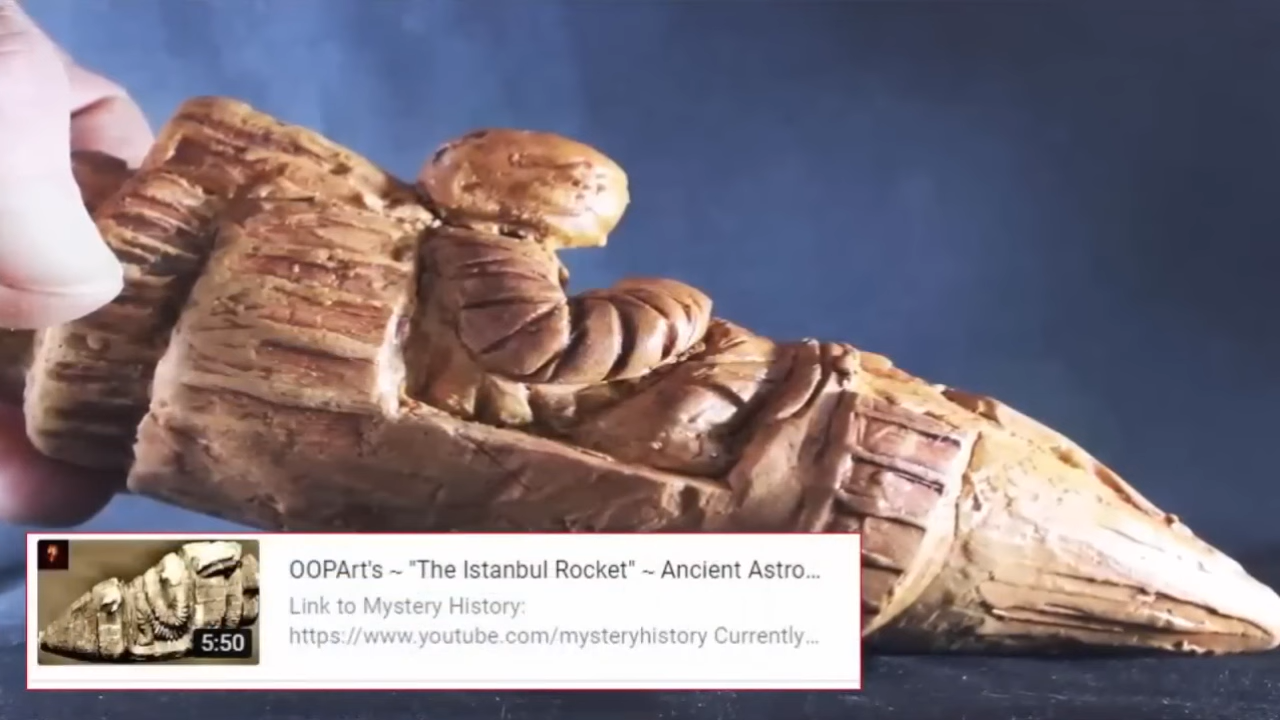 OOPArt's ~ "The Istanbul Rocket" ~ Ancient Astro...
Link to Mystery History:
https://www.youtube.com/mysteryhistory Currently...
5:50